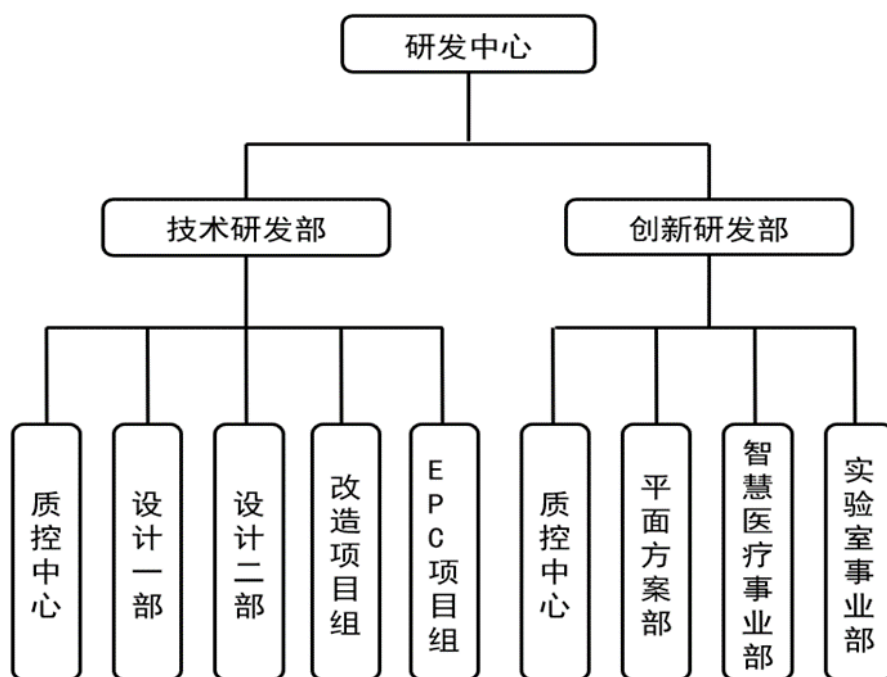 研发中心
技术研发部
创新研发部
质控中心
设计一部
设计二部
改造项目组
EPC项目组
质控中心
平面方案部
智慧医疗事业部
实验室事业部